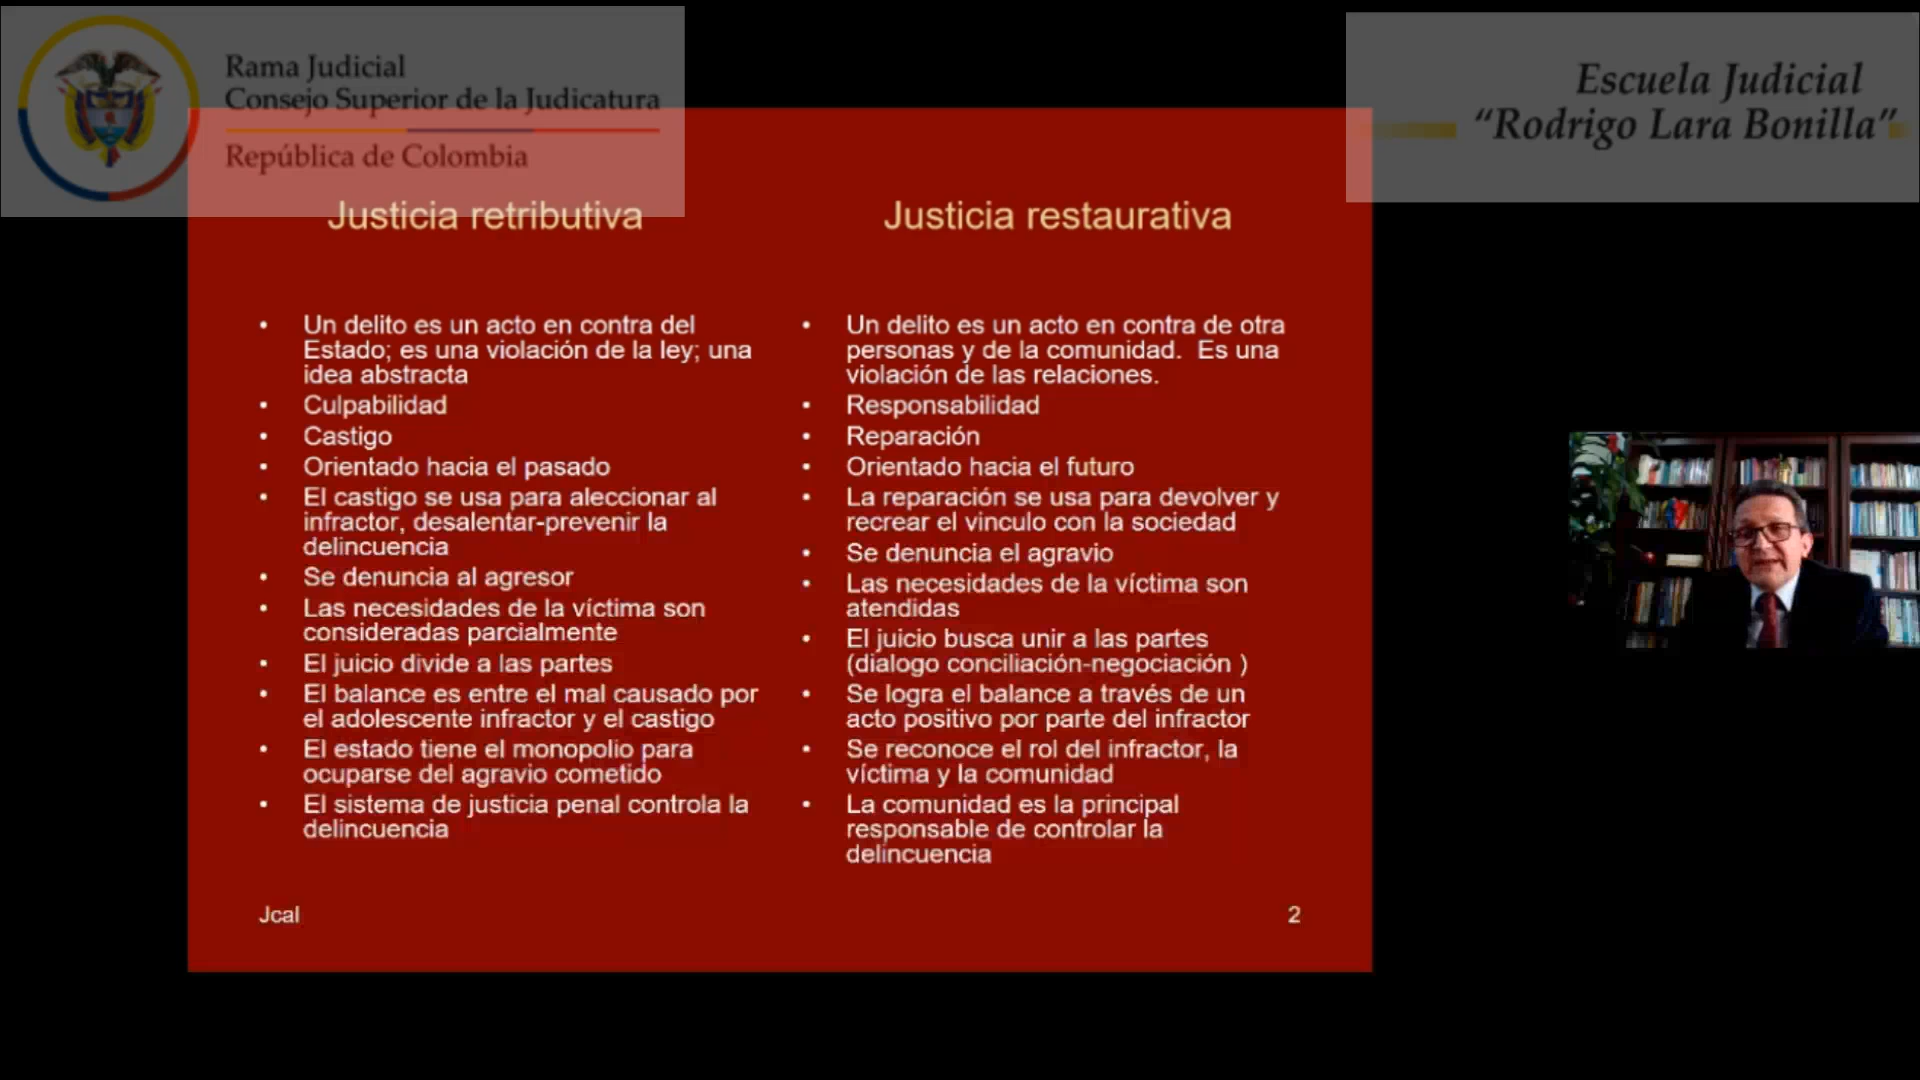 Rama Judicial
Consejo Superior de la Judicatura
República de Colombia
Escuela Judicial
“Rodrigo Lara Bonilla”
Justicia retributiva
• Un delito es un acto en contra del
Estado; es una violación de la ley; una
idea abstracta
• Culpabilidad
• Castigo
• Orientado hacia el pasado
• El castigo se usa para aleccionar al
infractor, desalentar-prevenir la
delincuencia
• Se denuncia al agresor
• Las necesidades de la víctima son
consideradas parcialmente
• El juicio divide a las partes
• El balance es entre el mal causado por
el adolescente infractor y el castigo
• El estado tiene el monopolio para
ocuparse del agravio cometido
• El sistema de justicia penal controla la
delincuencia
Justicia restaurativa
• Un delito es un acto en contra de otra
personas y de la comunidad. Es una
violación de las relaciones.
• Responsabilidad
• Reparación
• Orientado hacia el futuro
• La reparación se usa para devolver y
recrear el vinculo con la sociedad
• Se denuncia el agravio
• Las necesidades de la víctima son
atendidas
• El juicio busca unir a las partes
(dialogo conciliación-negociación )
• Se logra el balance a través de un
acto positivo por parte del infractor
• Se reconoce el rol del infractor, la
víctima y la comunidad
• La comunidad es la principal
responsable de controlar la
delincuencia
Jcal
2